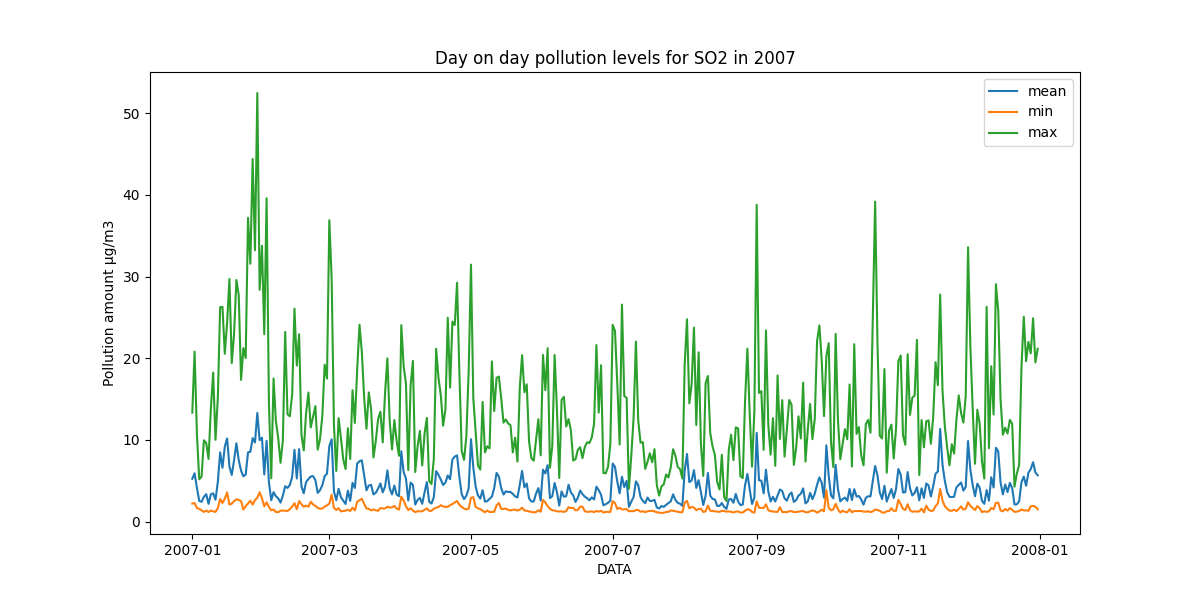 Day on day pollution levels for SO2 in 2007
mean
min
max
Pollution amount µg/m3
50
40
30
20
10
0
2007-01 2007-03 2007-05 2007-07 2007-09 2007-11 2008-01
DATA